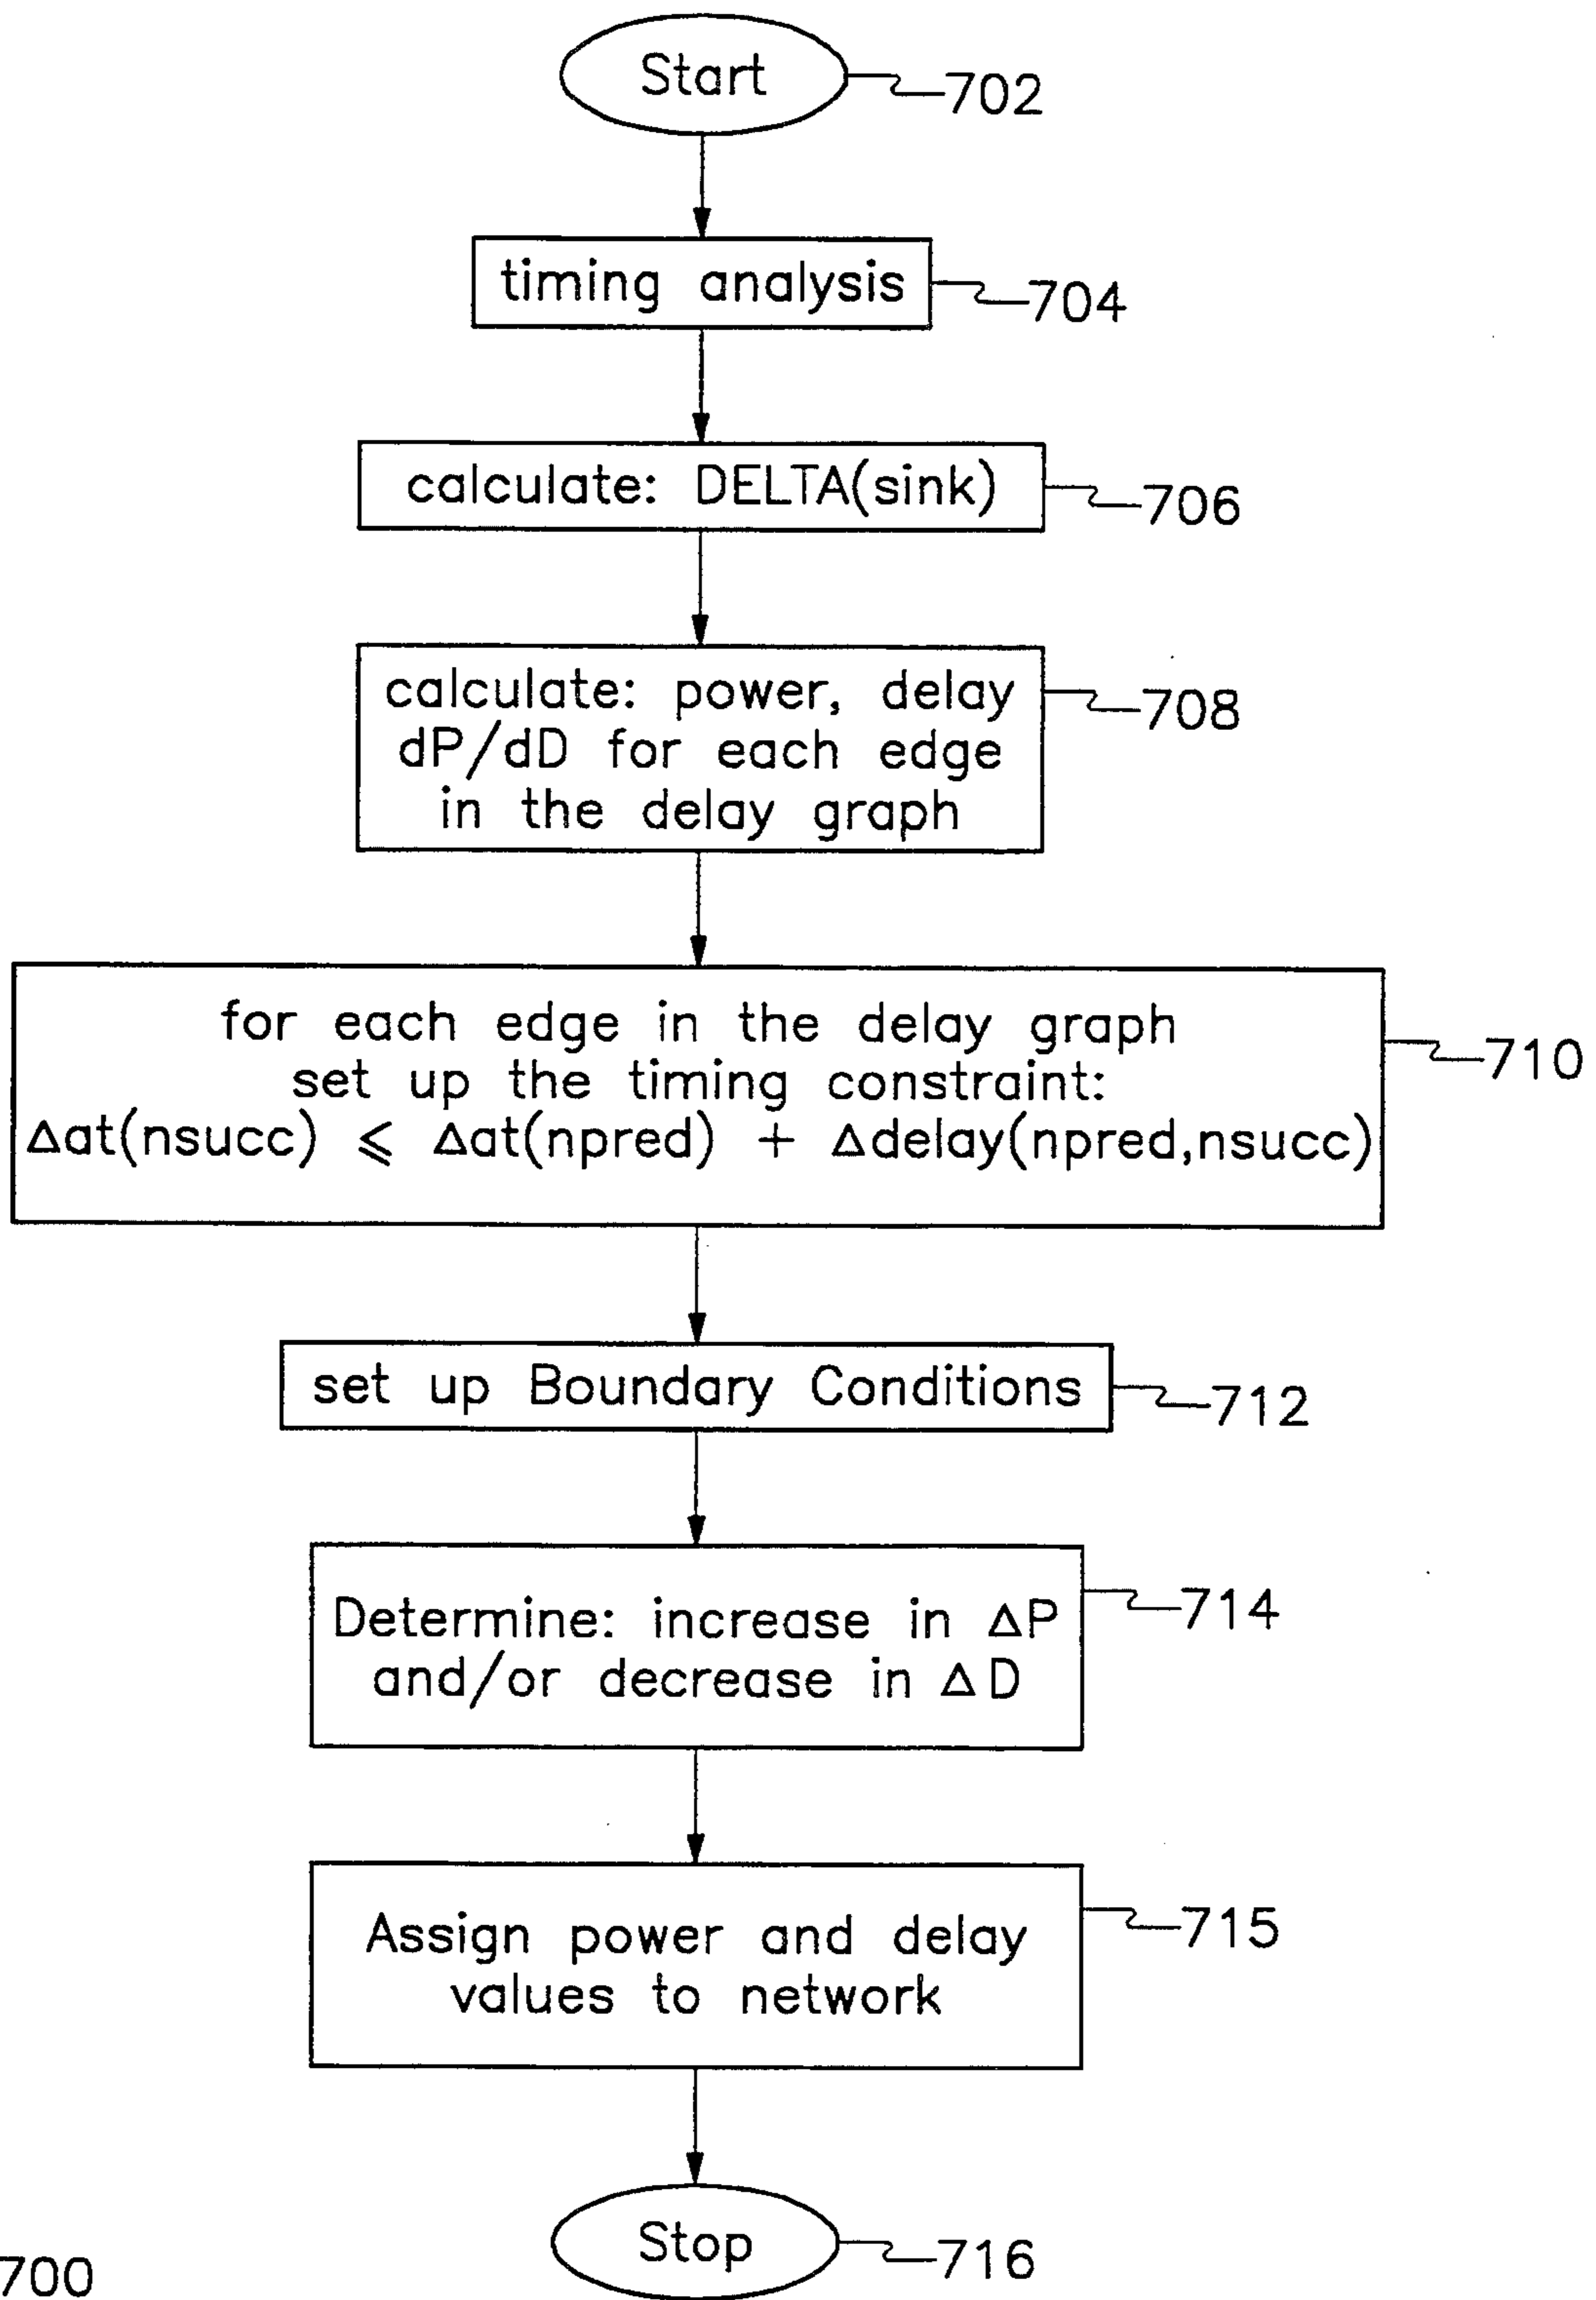 Start
702
timing analysis
704
calculate: DELTA(sink)
706
calculate: power, delay
dP/dD for each edge
in the delay graph
708
for each edge in the delay graph
set up the timing constraint:
Δat(nsucc) ⩽ Δat(npred) + Δdelay(npred,nsucc)
710
set up Boundary Conditions
712
Determine: increase in ΔP
and/or decrease in ΔD
714
Assign power and delay
values to network
715
Stop
716
700